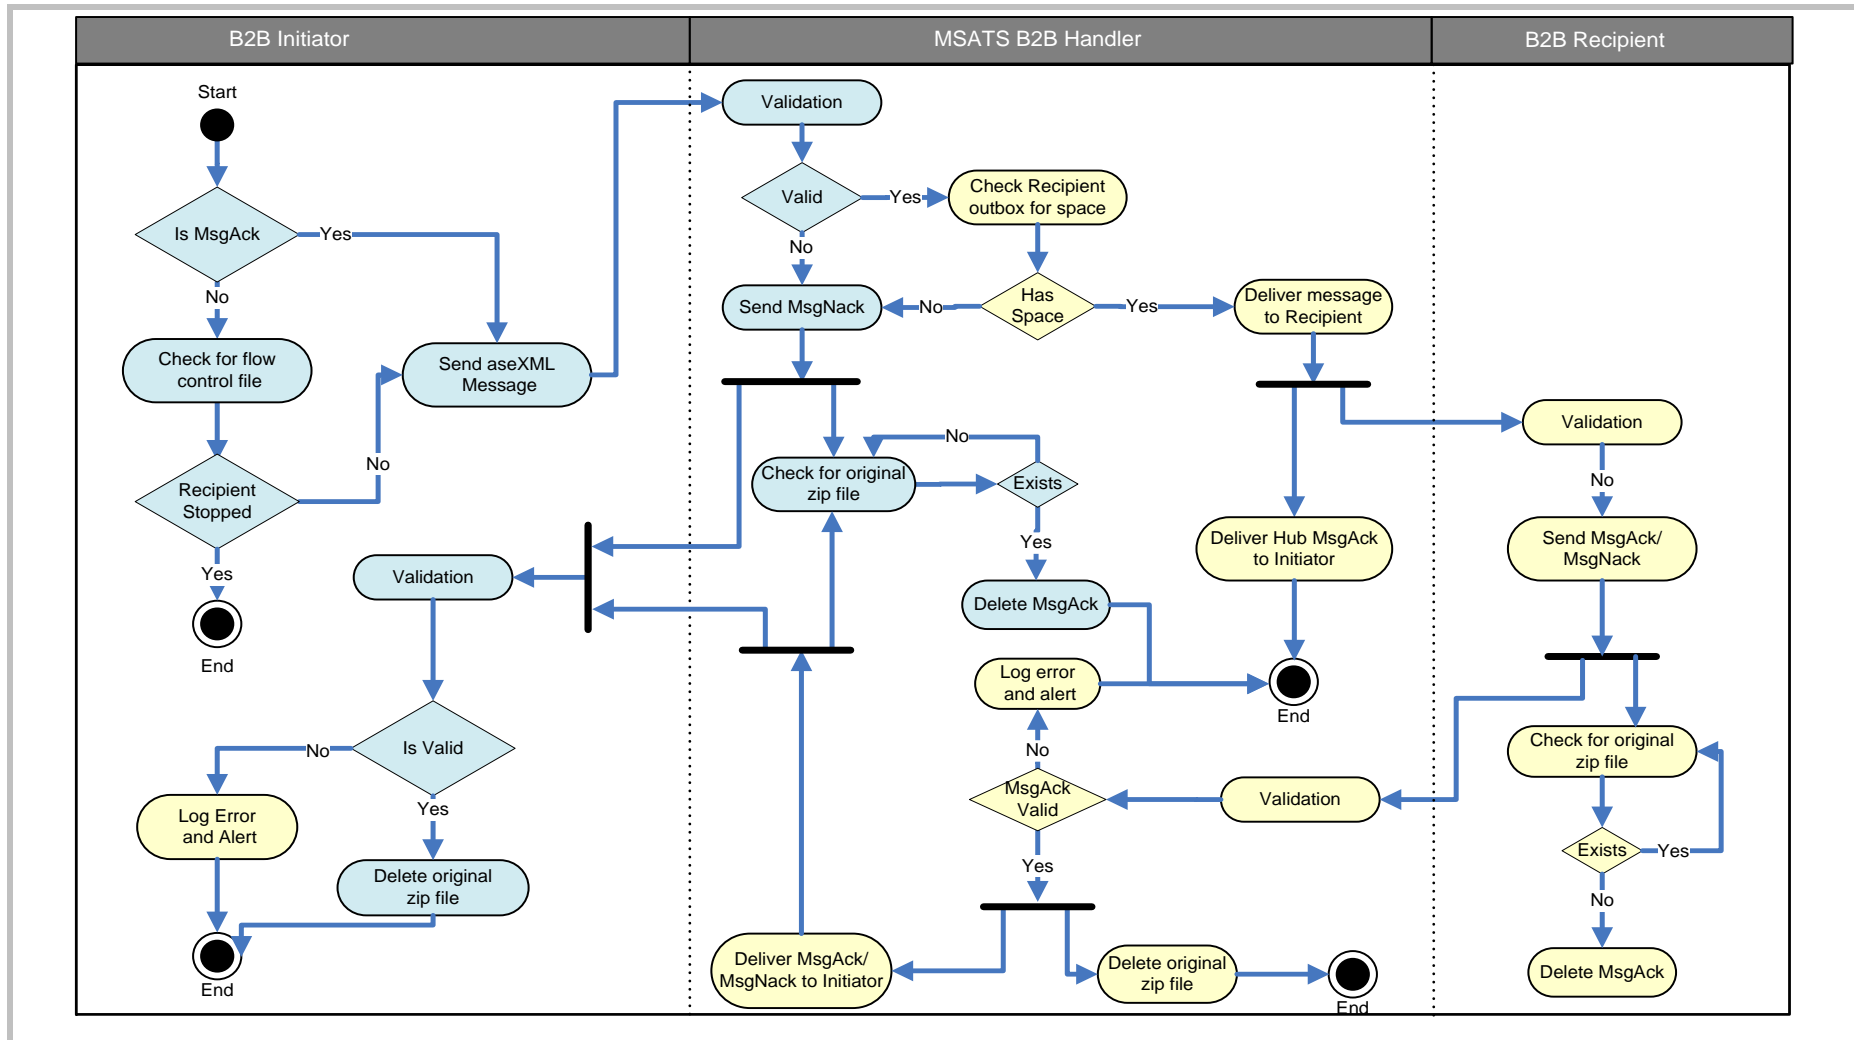 B2B Initiator
MSATS B2B Handler
B2B Recipient
Start
Is MsgAck
Yes
No
Check for flow
control file
Send aseXML
Message
No
Recipient
Stopped
Yes
End
Validation
Is Valid
No
Yes
Log Error
and Alert
Delete original
zip file
End
Validation
Valid
Yes
Check Recipient
outbox for space
No
Send MsgNack
No
Has
Space
Yes
Deliver message
to Recipient
No
Check for original
zip file
Exists
Yes
Delete MsgAck
Deliver Hub MsgAck
to Initiator
Log error
and alert
End
No
MsgAck
Valid
Validation
Yes
Deliver MsgAck/
MsgNack to Initiator
Delete original
zip file
End
Validation
No
Send MsgAck/
MsgNack
Check for original
zip file
Exists
Yes
No
Delete MsgAck